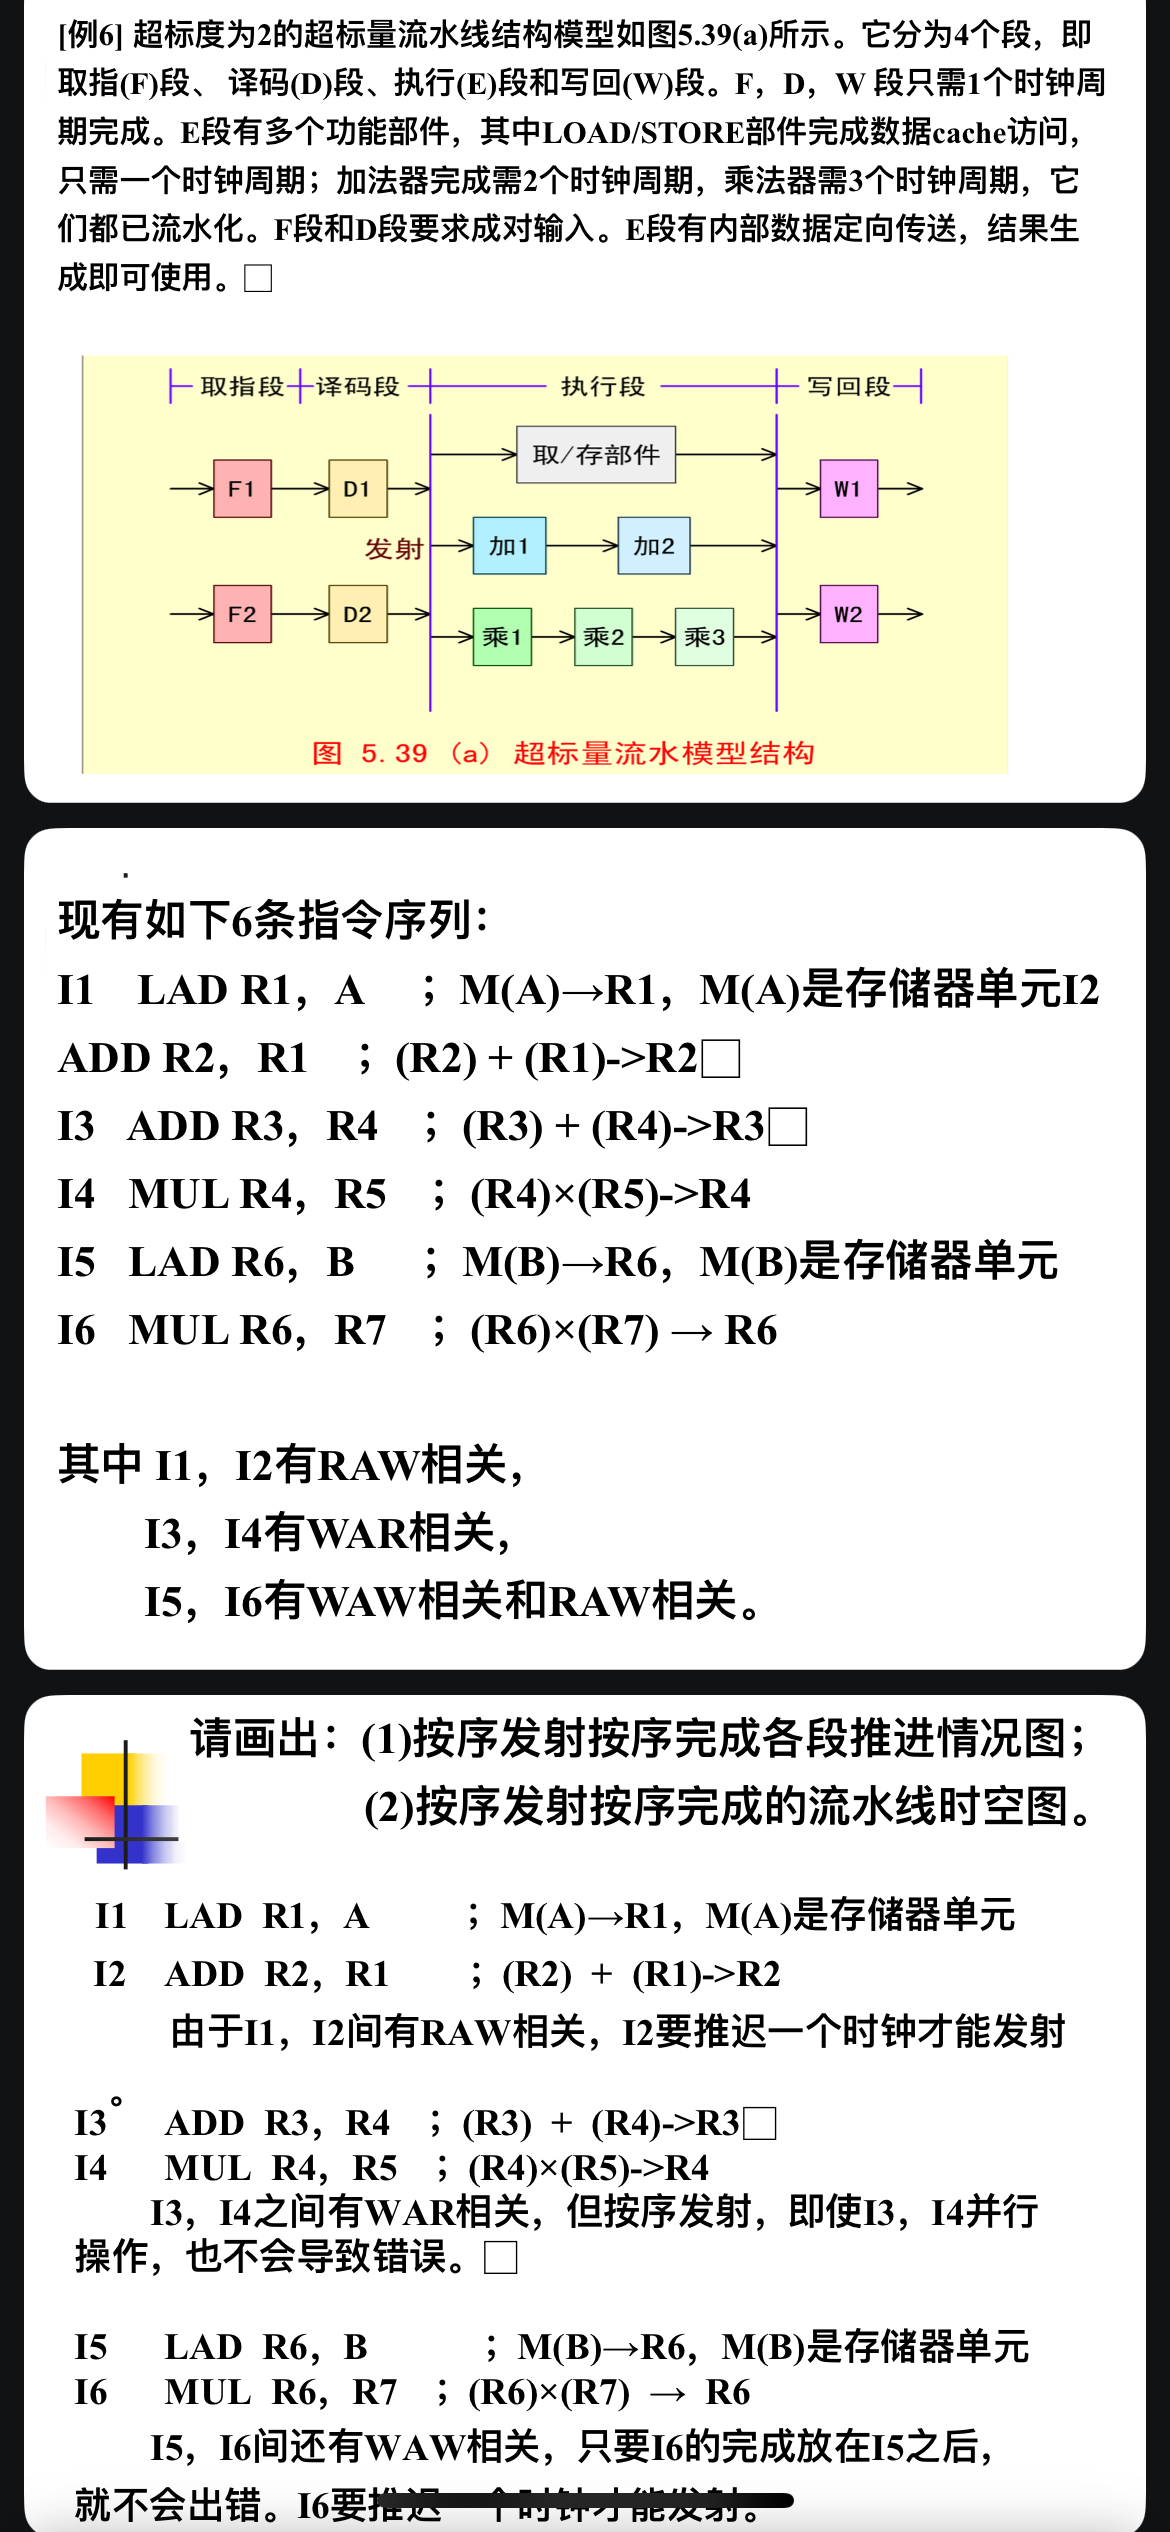 [例6] 超标度为2的超标量流水线结构模型如图5.39(a)所示。它分为4个段，即
取指(F)段、 译码(D)段、执行(E)段和写回(W)段。F，D，W 段只需1个时钟周
期完成。E段有多个功能部件，其中LOAD/STORE部件完成数据cache访问，
只需一个时钟周期；加法器完成需2个时钟周期，乘法器需3个时钟周期，它
们都已流水化。F段和D段要求成对输入。E段有内部数据定向传送，结果生
成即可使用。□
取指段 译码段 执行段 写回段
取/存部件
F1 D1 W1
发射 加1 加2
F2 D2 乘1 乘2 乘3 W2
图 5.39 (a) 超标量流水模型结构
.
现有如下6条指令序列：
I1 LAD R1，A ；M(A)→R1，M(A)是存储器单元I2
ADD R2，R1 ；(R2) + (R1)->R2□
I3 ADD R3，R4 ；(R3) + (R4)->R3□
I4 MUL R4，R5 ；(R4)×(R5)->R4
I5 LAD R6，B ；M(B)→R6，M(B)是存储器单元
I6 MUL R6，R7 ；(R6)×(R7) → R6
其中 I1，I2有RAW相关，
I3，I4有WAR相关，
I5，I6有WAW相关和RAW相关。
请画出：(1)按序发射按序完成各段推进情况图；
(2)按序发射按序完成的流水线时空图。
I1 LAD R1，A ；M(A)→R1，M(A)是存储器单元
I2 ADD R2，R1 ；(R2) + (R1)->R2
由于I1，I2间有RAW相关，I2要推迟一个时钟才能发射
。
I3 ADD R3，R4 ；(R3) + (R4)->R3□
I4 MUL R4，R5 ；(R4)×(R5)->R4
I3，I4之间有WAR相关，但按序发射，即使I3，I4并行
操作，也不会导致错误。□
I5 LAD R6，B ；M(B)→R6，M(B)是存储器单元
I6 MUL R6，R7 ；(R6)×(R7) → R6
I5，I6间还有WAW相关，只要I6的完成放在I5之后，
就不会出错。I6要推迟一个时钟才能发射。